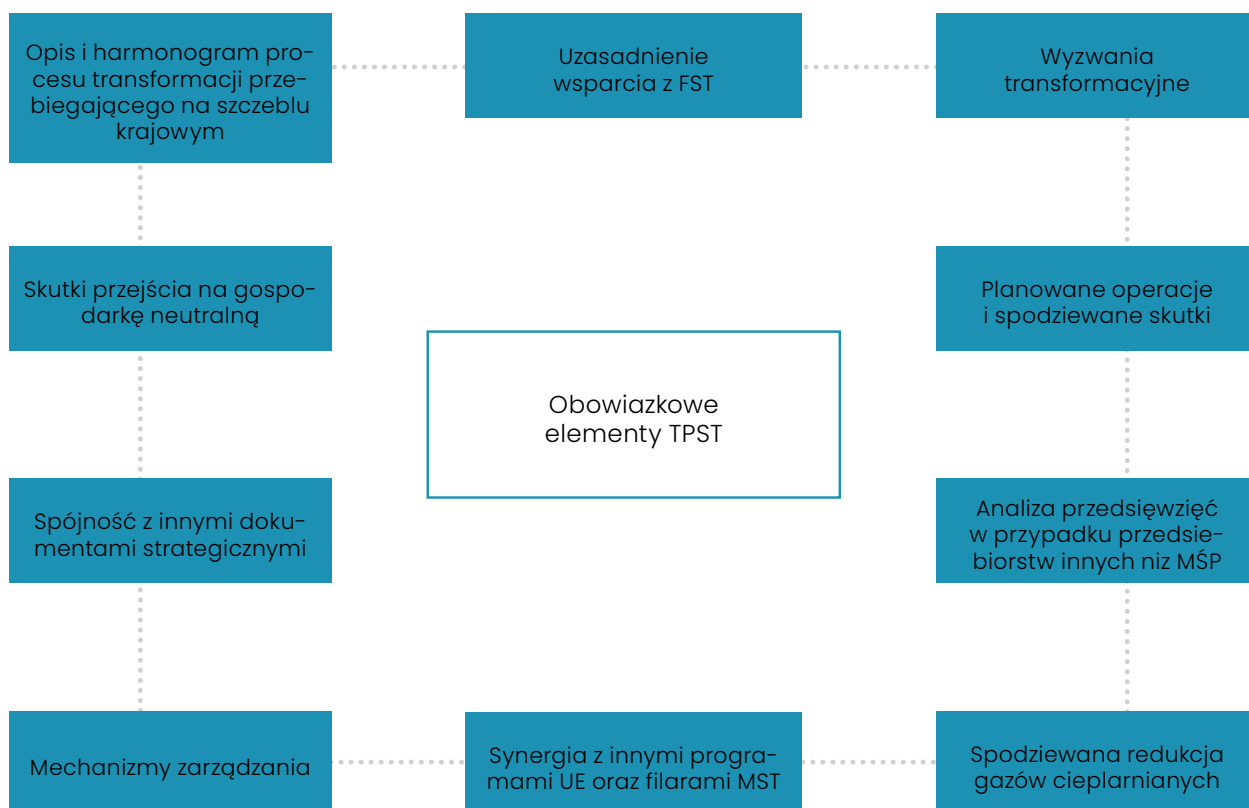 Opis i harmonogram pro-
cesu transformacji prze-
biegającego na szczeblu
krajowym
Uzasadnienie
wsparcia z FST
Wyzwania
transformacyjne
Skutki przejścia na gospo-
darkę neutralną
Planowane operacje
i spodziewane skutki
Obowiazkowe
elementy TPST
Spójność z innymi doku-
mentami strategicznymi
Analiza przedsięwzięć
w przypadku przedsie-
biorstw innych niz MŚP
Mechanizmy zarządzania
Synergia z innymi progra-
mami UE oraz filarami MST
Spodziewana redukcja
gazów cieplarnianych